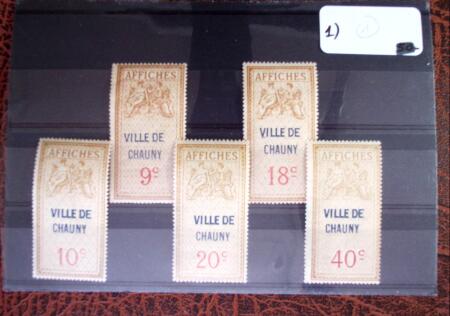 1) 1
AFFICHES
VILLE DE
CHAUNY
9c
AFFICHES
VILLE DE
CHAUNY
18c
AFFICHES
VILLE DE
CHAUNY
10c
AFFICHES
VILLE DE
CHAUNY
20c
AFFICHES
VILLE DE
CHAUNY
40c